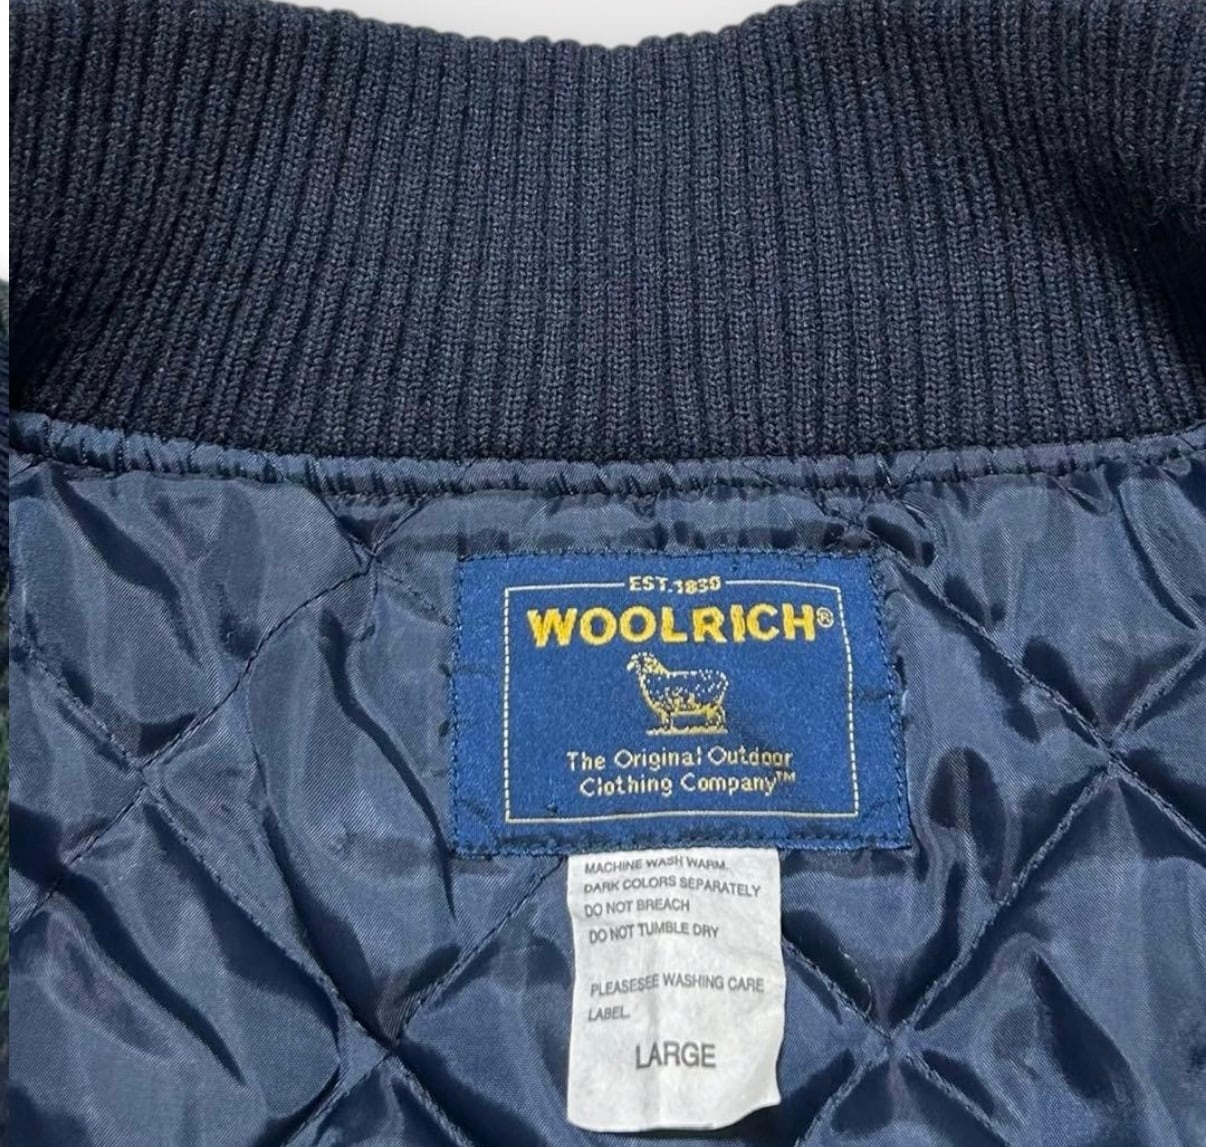 EST. 1830
WOOLRICH®
The Original Outdoor
Clothing Company™
MACHINE WASH WARM.
DARK COLORS SEPARATELY
DO NOT BREACH
DO NOT TUMBLE DRY
PLEASESEE WASHING CARE
LABEL.
LARGE